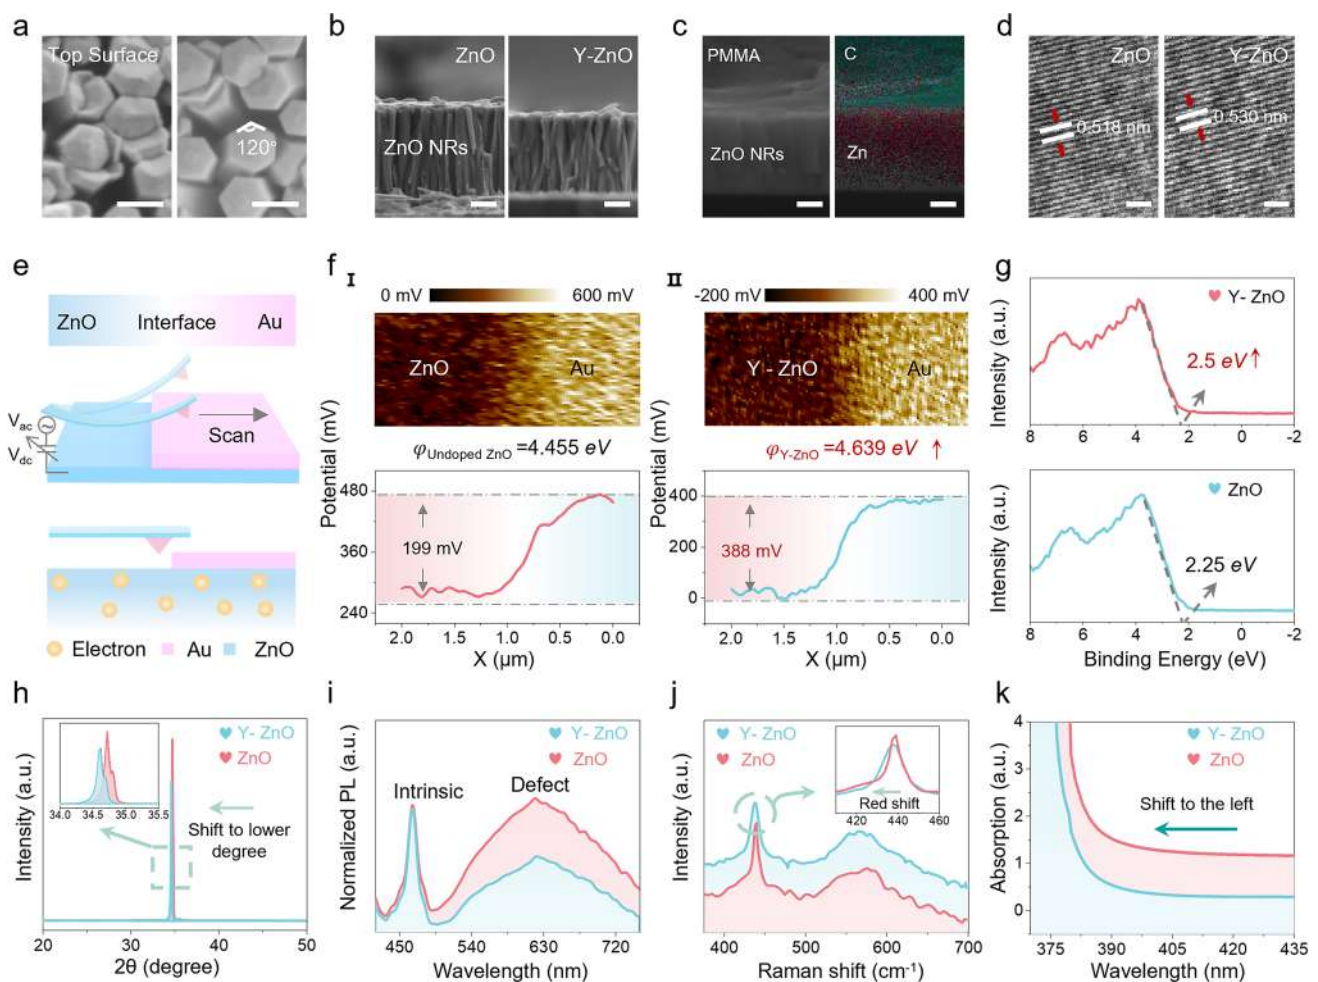 a
Top Surface
120°
b
ZnO
Y-ZnO
ZnO NRs
c
PMMA
C
ZnO NRs
Zn
d
ZnO
Y-ZnO
0.518 nm
0.530 nm
e
ZnO Interface Au
Vac
Vdc
Scan
Electron Au ZnO
f
I
0 mV 600 mV
ZnO Au
φUndoped ZnO =4.455 eV
Potential (mV)
480
360
240
199 mV
2.0 1.5 1.0 0.5 0.0
X (μm)
II
-200 mV 400 mV
Y - ZnO Au
φY-ZnO =4.639 eV ↑
Potential (mV)
400
200
0
388 mV
2.0 1.5 1.0 0.5 0.0
X (μm)
g
Y- ZnO
Intensity (a.u.)
2.5 eV ↑
8 6 4 2 0 -2
ZnO
Intensity (a.u.)
2.25 eV
8 6 4 2 0 -2
Binding Energy (eV)
h
Y- ZnO
ZnO
Intensity (a.u.)
34.0 34.5 35.0 35.5
Shift to lower
degree
20 30 40 50
2θ (degree)
i
Y- ZnO
ZnO
Normalized PL (a.u.)
Intrinsic
Defect
450 540 630 720
Wavelength (nm)
j
Y- ZnO
ZnO
Intensity (a.u.)
Red shift
420 440 460
400 500 600 700
Raman shift (cm⁻¹)
k
Y- ZnO
ZnO
Absorption (a.u.)
4
3
2
1
0
Shift to the left
375 390 405 420 435
Wavelength (nm)